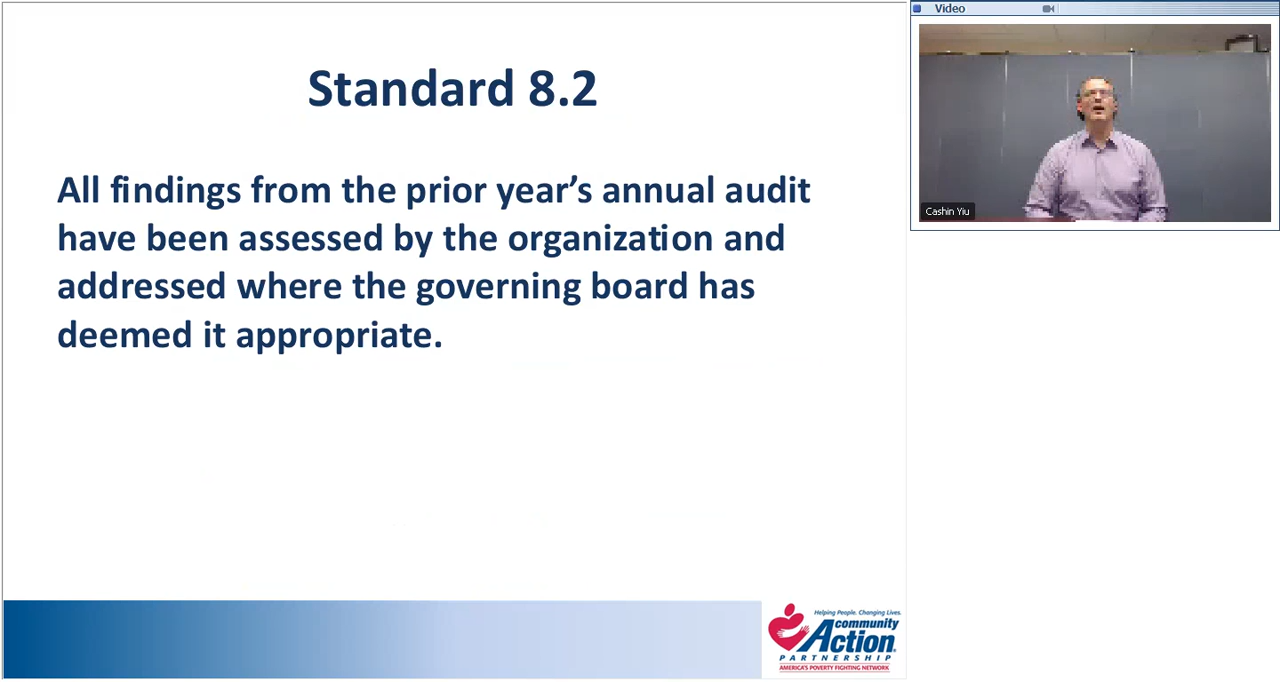 Standard 8.2
All findings from the prior year's annual audit
have been assessed by the organization and
addressed where the governing board has
deemed it appropriate.
Video
Cashin Yiu
Helping People. Changing Lives.
community
Action
PARTNERSHIP
AMERICA'S POVERTY FIGHTING NETWORK